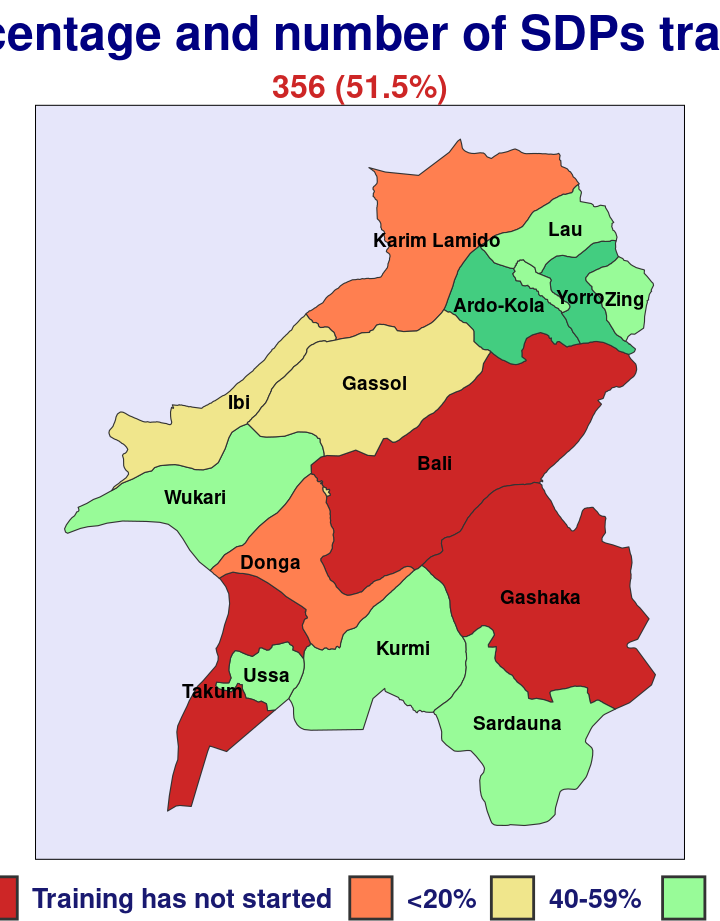 centage and number of SDPs tra
356 (51.5%)
Karim Lamido
Lau
Ardo-Kola
Yorro
Zing
Gassol
Ibi
Bali
Wukari
Donga
Gashaka
Kurmi
Ussa
Takum
Sardauna
Training has not started <20% 40-59%